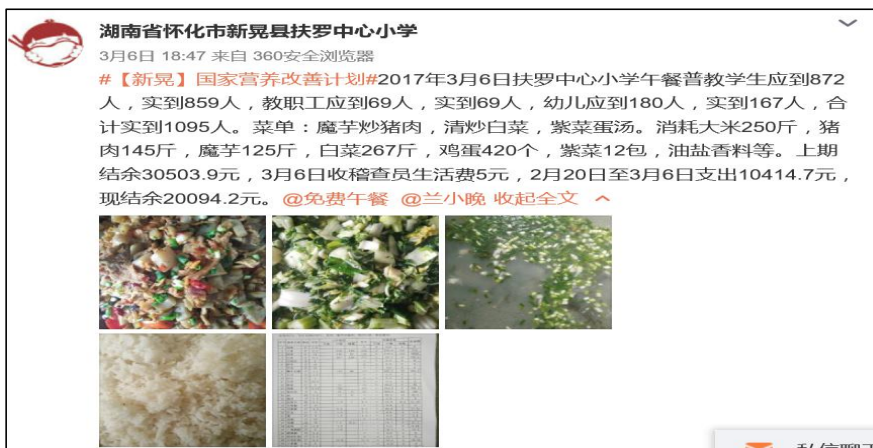 湖南省怀化市新晃县扶罗中心小学
3月6日 18:47 来自 360安全浏览器
#【新晃】国家营养改善计划#2017年3月6日扶罗中心小学午餐普教学生应到872
人，实到859人，教职工应到69人，实到69人，幼儿应到180人，实到167人，合
计实到1095人。菜单：魔芋炒猪肉，清炒白菜，紫菜蛋汤。消耗大米250斤，猪
肉145斤，魔芋125斤，白菜267斤，鸡蛋420个，紫菜12包，油盐香料等。上期
结余30503.9元，3月6日收稽查员生活费5元，2月20日至3月6日支出10414.7元，
现结余20094.2元。@免费午餐 @兰小晚 收起全文
私信聊天